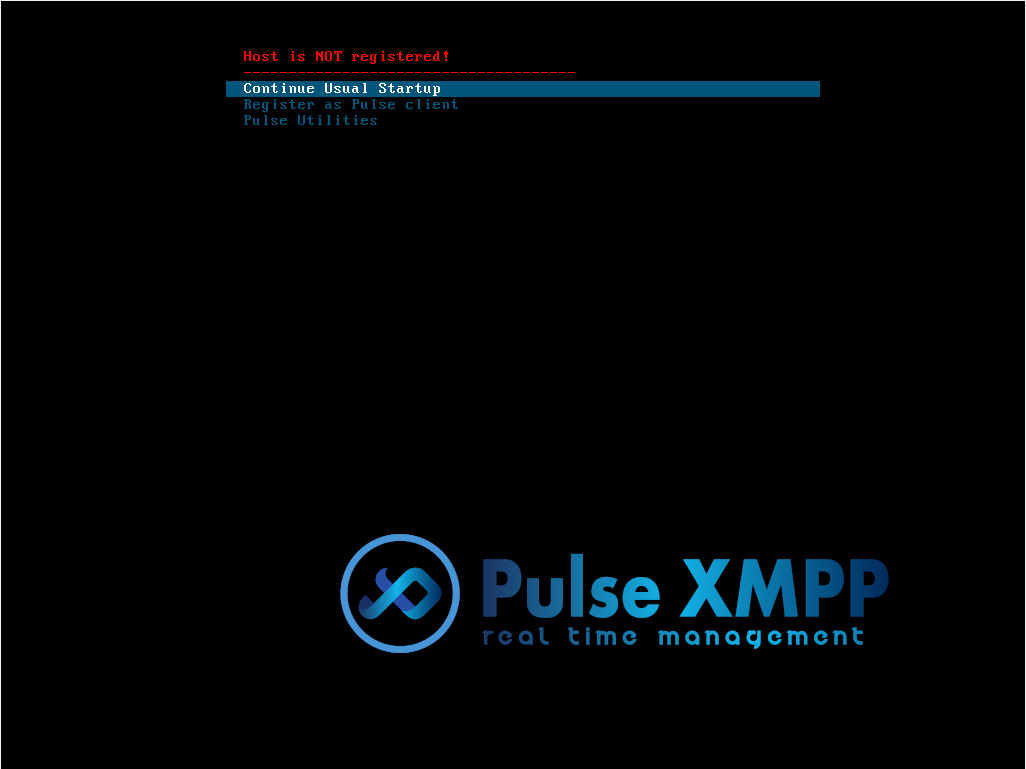 Host is NOT registered!
-------------------------------------
Continue Usual Startup
Register as Pulse client
Pulse Utilities
Pulse XMPP
real time management